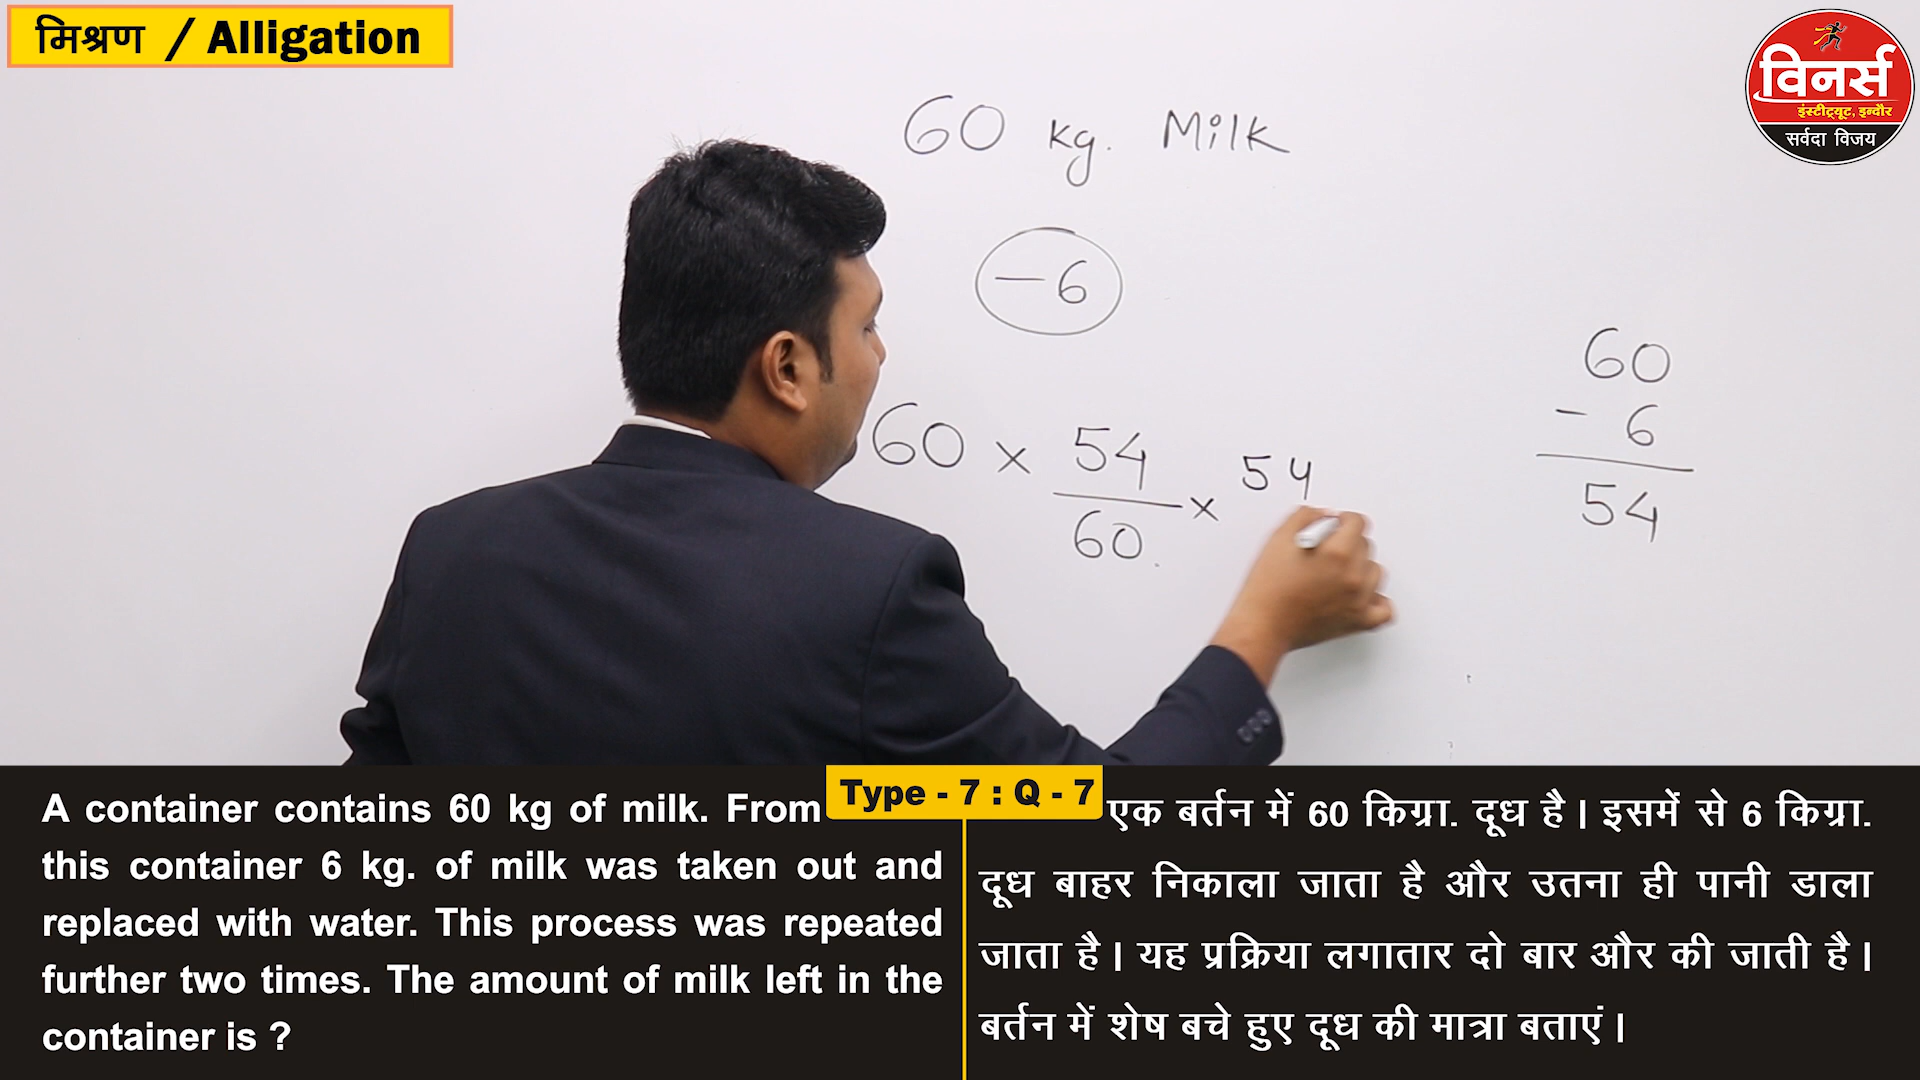 मिश्रण / Alligation
विनर्स
इंस्टीट्यूट, इन्दौर
सर्वदा विजय
60 kg. Milk
-6
60 × 54/60 × 54
60
- 6
54
Type - 7 : Q - 7
A container contains 60 kg of milk. From
this container 6 kg. of milk was taken out and
replaced with water. This process was repeated
further two times. The amount of milk left in the
container is ?
एक बर्तन में 60 किग्रा. दूध है। इसमें से 6 किग्रा.
दूध बाहर निकाला जाता है और उतना ही पानी डाला
जाता है। यह प्रक्रिया लगातार दो बार और की जाती है।
बर्तन में शेष बचे हुए दूध की मात्रा बताएं।